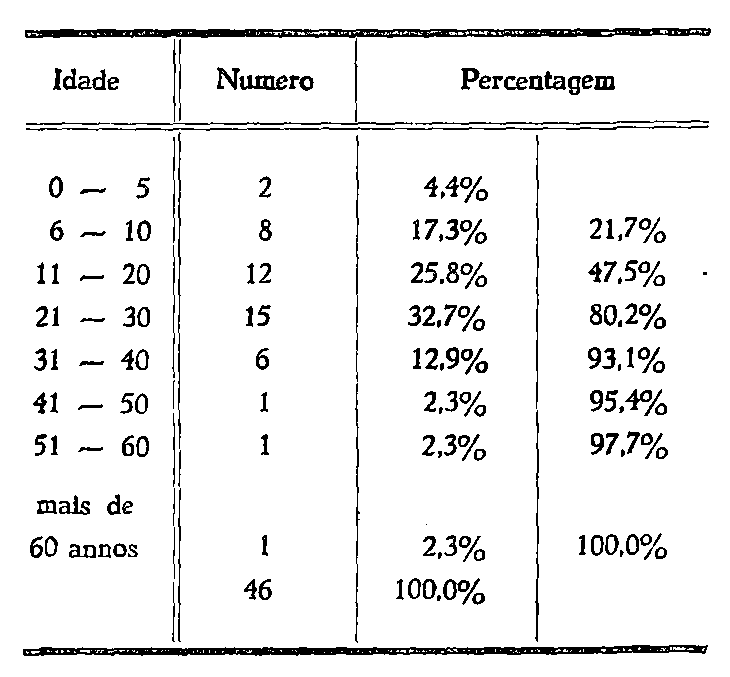 Idade Numero Percentagem
0 — 5 2 4,4%
6 — 10 8 17,3% 21,7%
11 — 20 12 25,8% 47,5%
21 — 30 15 32,7% 80,2%
31 — 40 6 12,9% 93,1%
41 — 50 1 2,3% 95,4%
51 — 60 1 2,3% 97,7%
mais de
60 annos 1 2,3% 100,0%
46 100,0%